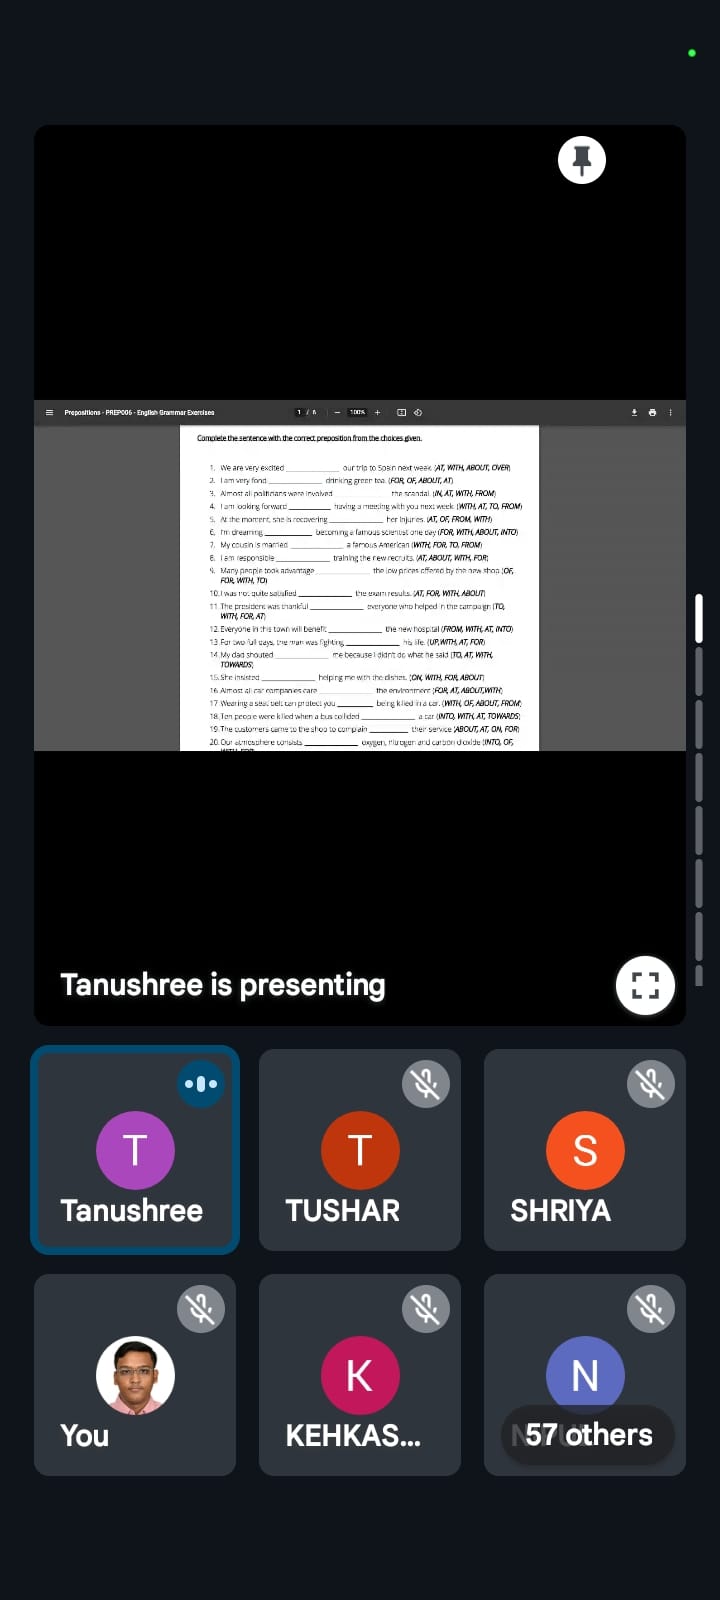 Prepositions - PREP006 - English Grammar Exercises
1 / 6
100%
Complete the sentence with the correct preposition from the choices given.
1. We are very excited ____________ our trip to Spain next week. (AT, WITH, ABOUT, OVER)
2. I am very fond ____________ drinking green tea. (FOR, OF, ABOUT, AT)
3. Almost all politicians were involved ____________ the scandal. (IN, AT, WITH, FROM)
4. I am looking forward _________ having a meeting with you next week. (WITH, AT, TO, FROM)
5. At the moment, she is recovering ____________ her injuries. (AT, OF, FROM, WITH)
6. I'm dreaming ___________ becoming a famous scientist one day (FOR, WITH, ABOUT, INTO)
7. My cousin is married ____________ a famous American (WITH, FOR, TO, FROM)
8. I am responsible ____________ training the new recruits. (AT, ABOUT, WITH, FOR)
9. Many people took advantage ____________ the low prices offered by the new shop (OF,
FOR, WITH, TO)
10. I was not quite satisfied ____________ the exam results. (AT, FOR, WITH, ABOUT)
11. The president was thankful ____________ everyone who helped in the campaign (TO,
WITH, FOR, AT)
12. Everyone in this town will benefit ____________ the new hospital (FROM, WITH, AT, INTO)
13. For two full days, the man was fighting ____________ his life. (UP, WITH, AT, FOR)
14. My dad shouted ____________ me because I didn't do what he said (TO, AT, WITH,
TOWARDS)
15. She insisted ____________ helping me with the dishes. (ON, WITH, FOR, ABOUT)
16. Almost all car companies care ____________ the environment (FOR, AT, ABOUT, WITH)
17. Wearing a seat belt can protect you ________ being killed in a car. (WITH, OF, ABOUT, FROM)
18. Ten people were killed when a bus collided ____________ a car (INTO, WITH, AT, TOWARDS)
19. The customers came to the shop to complain _________ their service (ABOUT, AT, ON, FOR)
20. Our atmosphere consists ____________ oxygen, nitrogen and carbon dioxide (INTO, OF,
Tanushree is presenting
T
Tanushree
T
TUSHAR
S
SHRIYA
You
K
KEHKAS...
N
57 others